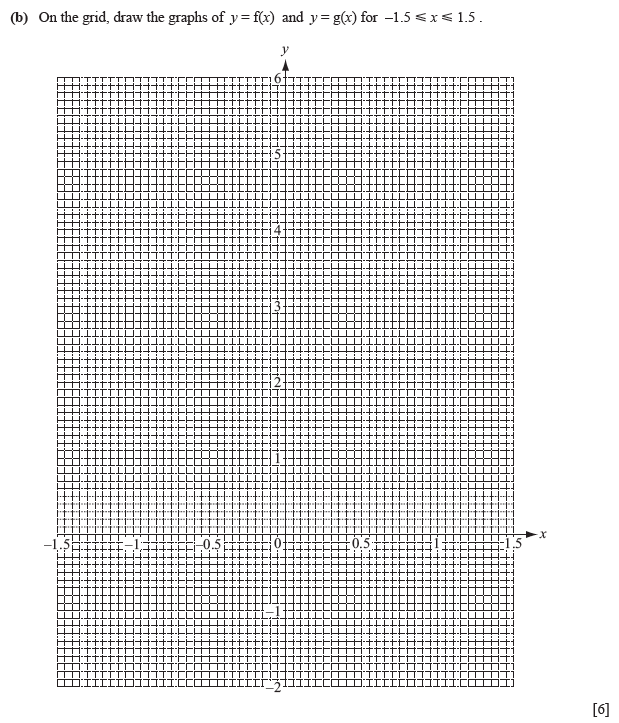 (b) On the grid, draw the graphs of y = f(x) and y = g(x) for –1.5 ⩽ x ⩽ 1.5 .
y
6
5
4
3
2
1
x
–1.5 –1 –0.5 0 0.5 1 1.5
–1
–2
[6]